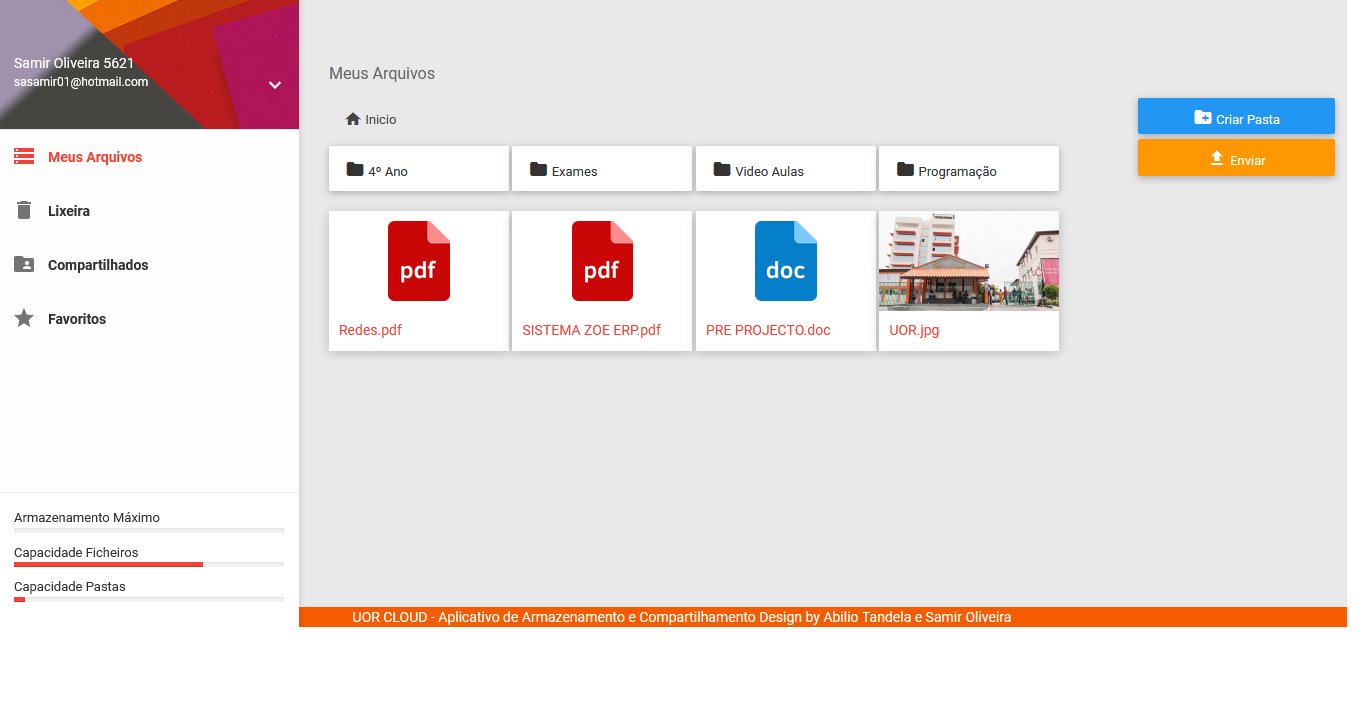 Samir Oliveira 5621
sasamir01@hotmail.com
Meus Arquivos
Lixeira
Compartilhados
Favoritos
Armazenamento Máximo
Capacidade Ficheiros
Capacidade Pastas
Meus Arquivos
Inicio
Criar Pasta
Enviar
4º Ano
Exames
Video Aulas
Programação
pdf
pdf
doc
Redes.pdf
SISTEMA ZOE ERP.pdf
PRE PROJECTO.doc
UOR.jpg
UOR CLOUD - Aplicativo de Armazenamento e Compartilhamento Design by Abilio Tandela e Samir Oliveira